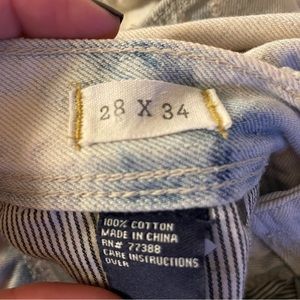 28 X 34
100% COTTON
MADE IN CHINA
RN# 77388
CARE INSTRUCTIONS
OVER